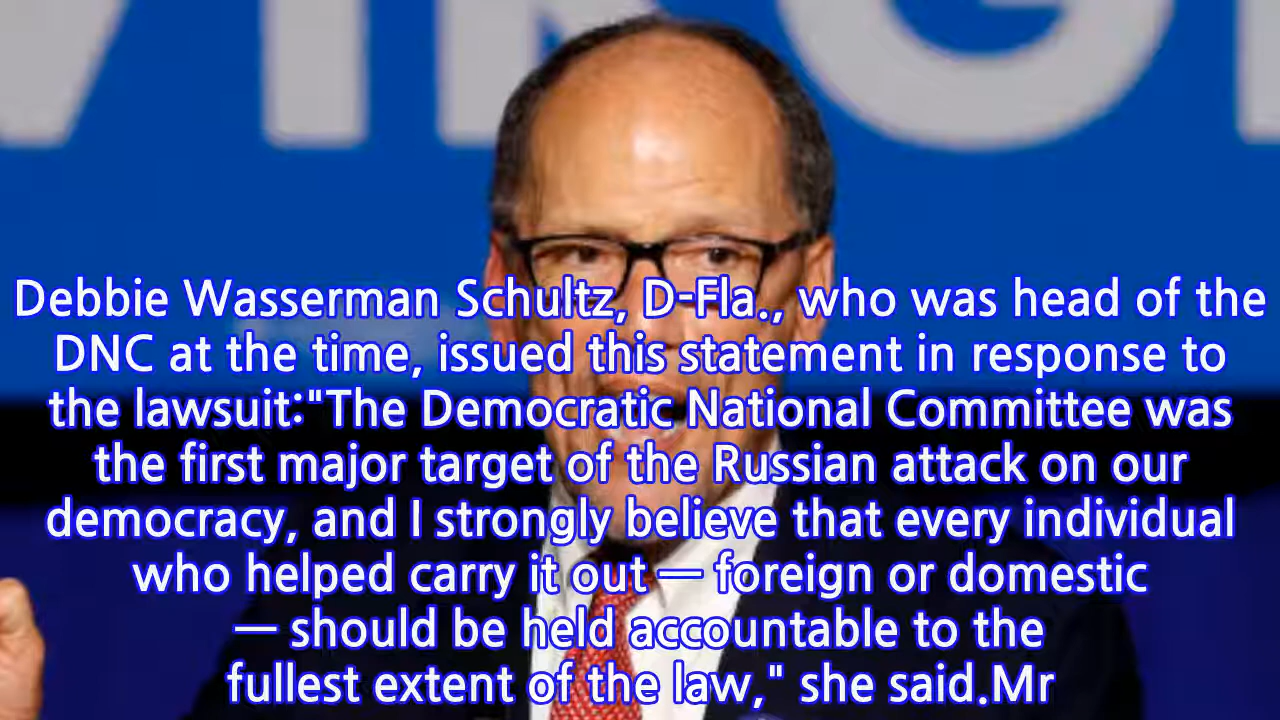 VIRG
Debbie Wasserman Schultz, D-Fla., who was head of the
DNC at the time, issued this statement in response to
the lawsuit:"The Democratic National Committee was
the first major target of the Russian attack on our
democracy, and I strongly believe that every individual
who helped carry it out — foreign or domestic
— should be held accountable to the
fullest extent of the law," she said.Mr